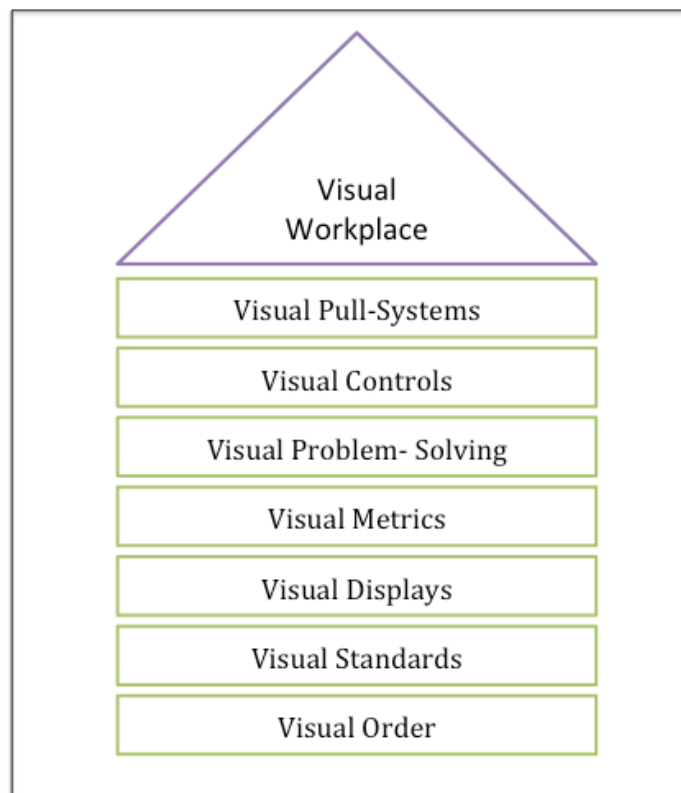 Visual
Workplace
Visual Pull-Systems
Visual Controls
Visual Problem- Solving
Visual Metrics
Visual Displays
Visual Standards
Visual Order